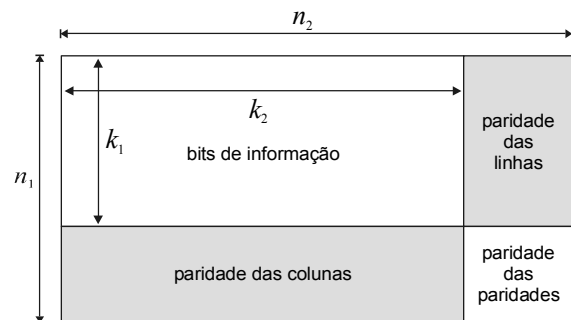 n₂
k₂
k₁
n₁
bits de informação
paridade
das
linhas
paridade das colunas
paridade
das
paridades